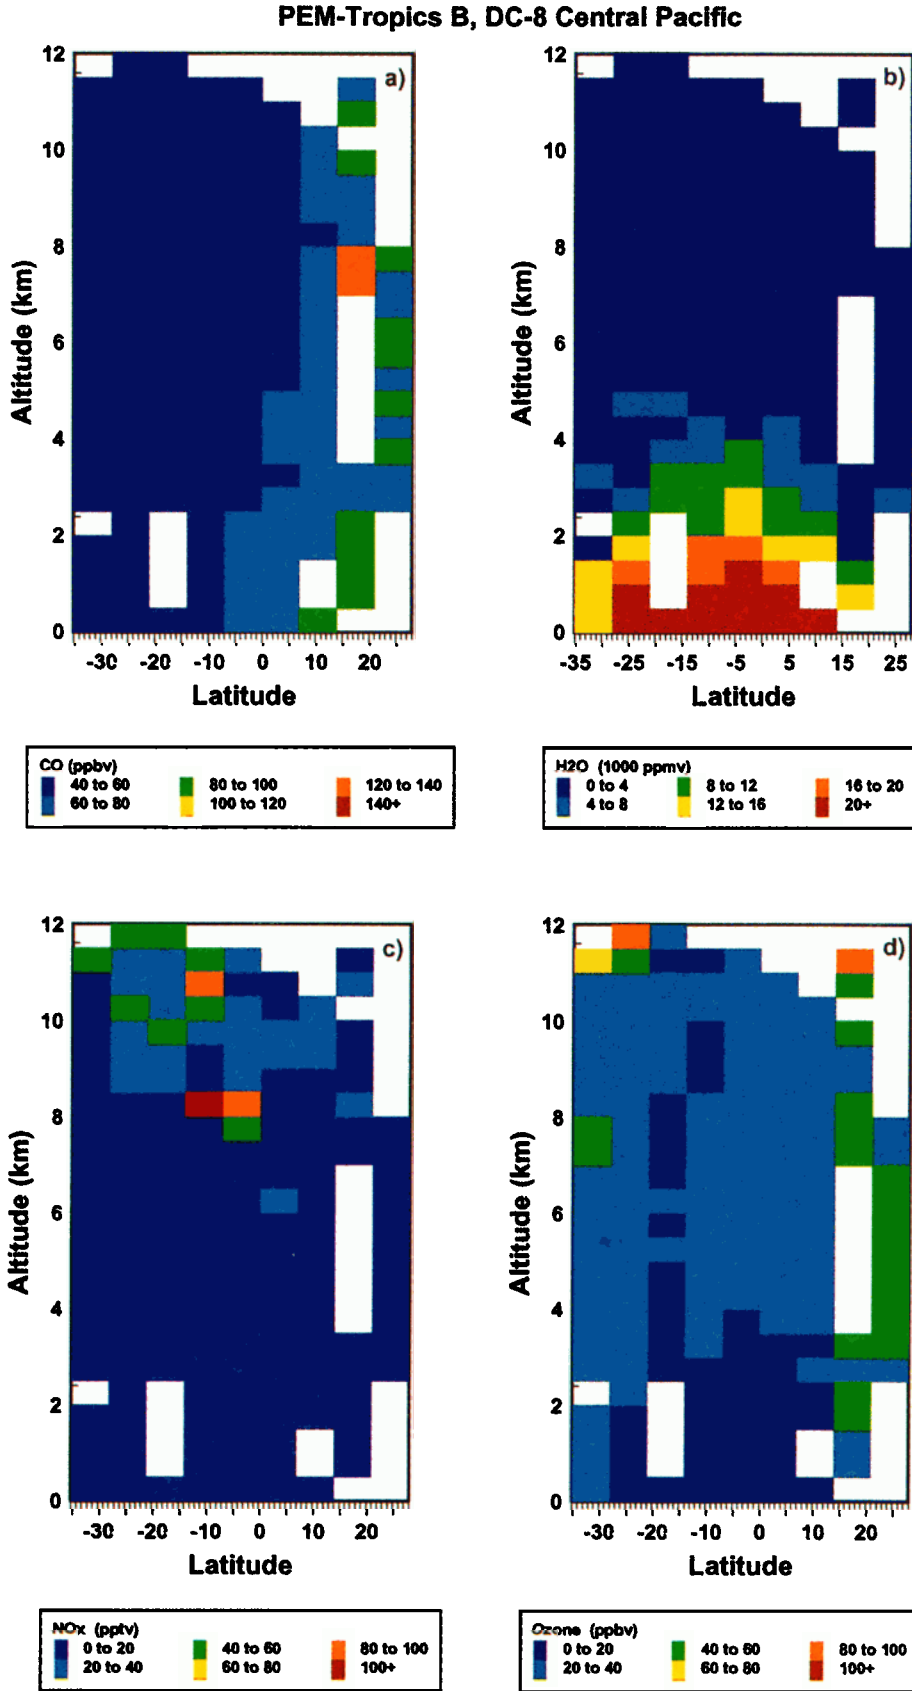 PEM-Tropics B, DC-8 Central Pacific
a)
12
10
8
6
4
2
0
Altitude (km)
-30 -20 -10 0 10 20
Latitude
CO (ppbv)
40 to 60 80 to 100 120 to 140
60 to 80 100 to 120 140+
b)
12
10
8
6
4
2
0
Altitude (km)
-35 -25 -15 -5 5 15 25
Latitude
H2O (1000 ppmv)
0 to 4 8 to 12 16 to 20
4 to 8 12 to 16 20+
c)
12
10
8
6
4
2
0
Altitude (km)
-30 -20 -10 0 10 20
Latitude
NOx (pptv)
0 to 20 40 to 60 80 to 100
20 to 40 60 to 80 100+
d)
12
10
8
6
4
2
0
Altitude (km)
-30 -20 -10 0 10 20
Latitude
Ozone (ppbv)
0 to 20 40 to 60 80 to 100
20 to 40 60 to 80 100+